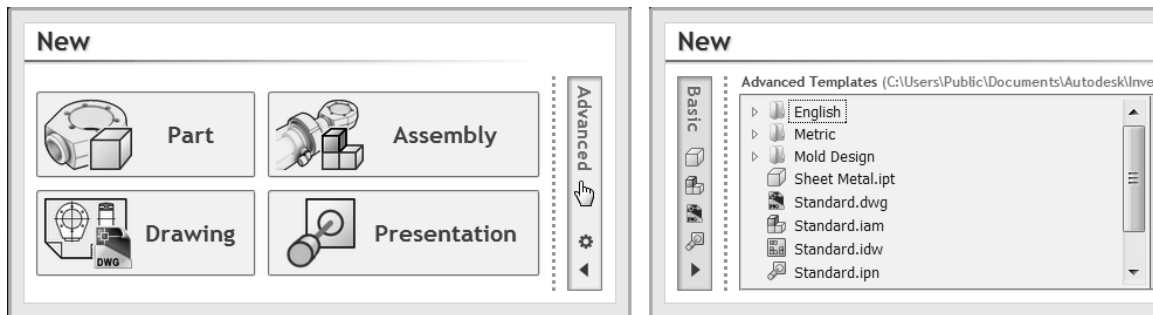 New
Part
Assembly
Drawing
DWG
Presentation
Advanced
New
Basic
Advanced Templates (C:\Users\Public\Documents\Autodesk\Inve
English
Metric
Mold Design
Sheet Metal.ipt
Standard.dwg
Standard.iam
Standard.idw
Standard.ipn